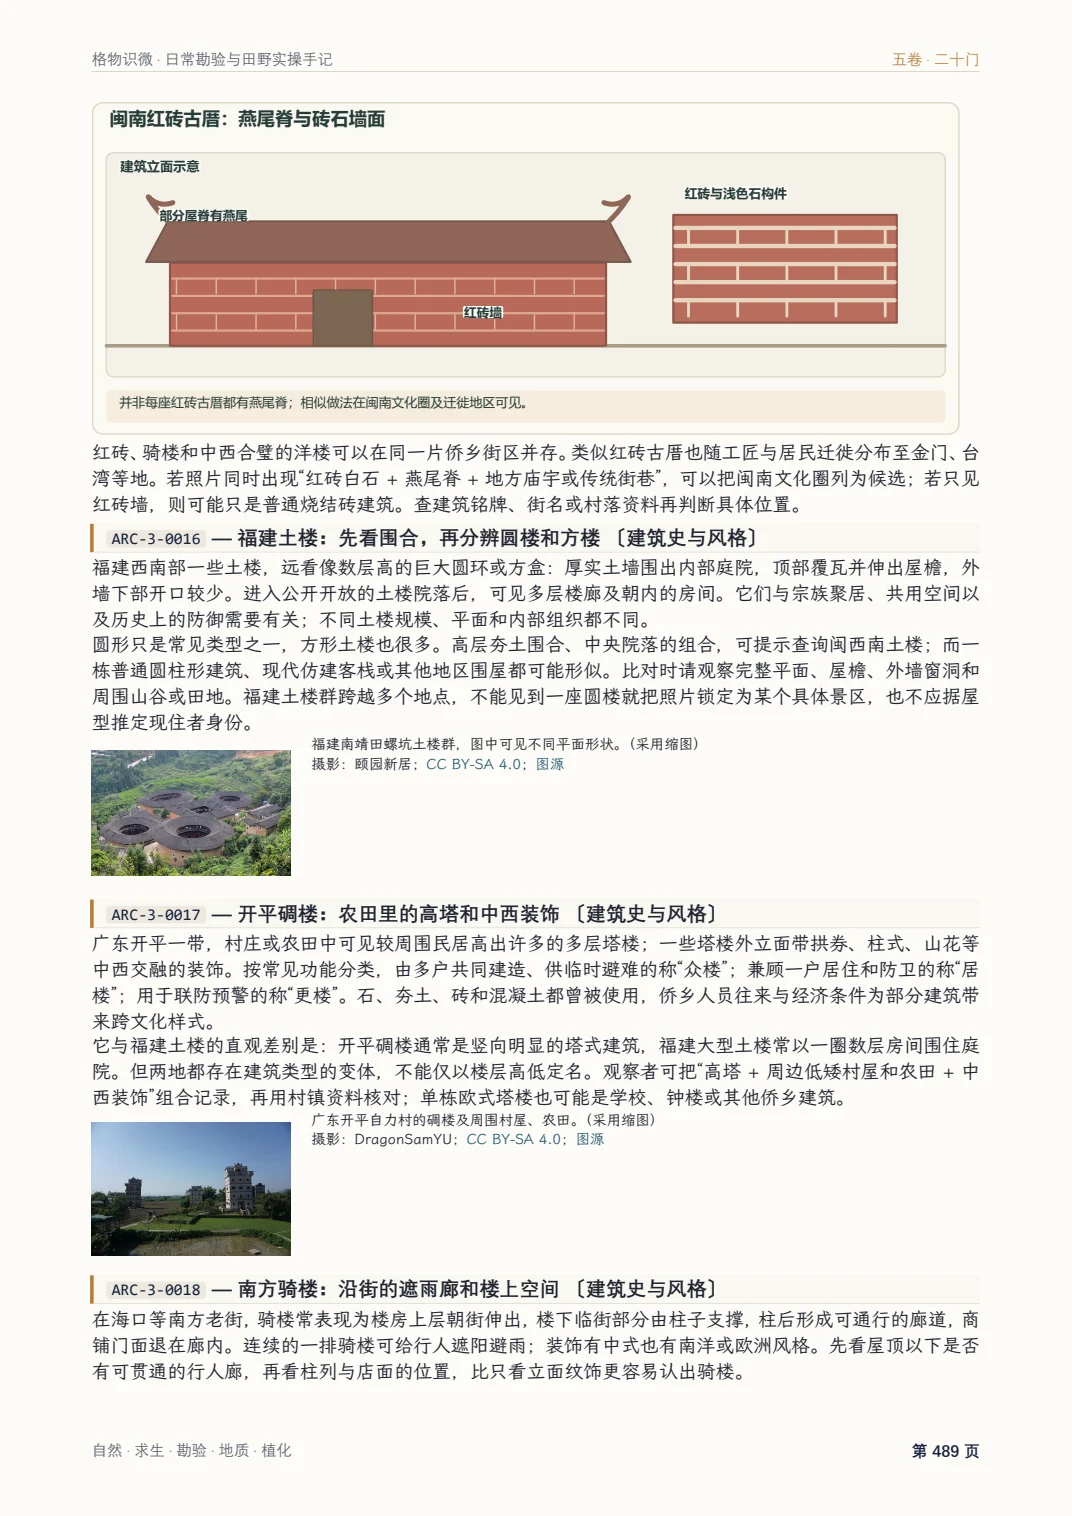 格物识微 · 日常勘验与田野实操手记
五卷 · 二十门
闽南红砖古厝：燕尾脊与砖石墙面
建筑立面示意
部分屋脊有燕尾
红砖与浅色石构件
红砖墙
并非每座红砖古厝都有燕尾脊；相似做法在闽南文化圈及迁徙地区可见。
红砖、骑楼和中西合璧的洋楼可以在同一片侨乡街区并存。类似红砖古厝也随工匠与居民迁徙分布至金门、台
湾等地。若照片同时出现“红砖白石 + 燕尾脊 + 地方庙宇或传统街巷”，可以把闽南文化圈列为候选；若只见
红砖墙，则可能只是普通烧结砖建筑。查建筑铭牌、街名或村落资料再判断具体位置。
ARC-3-0016 — 福建土楼：先看围合，再分辨圆楼和方楼 〔建筑史与风格〕
福建西南部一些土楼，远看像数层高的巨大圆环或方盒：厚实土墙围出内部庭院，顶部覆瓦并伸出屋檐，外
墙下部开口较少。进入公开开放的土楼院落后，可见多层楼廊及朝内的房间。它们与宗族聚居、共用空间以
及历史上的防御需要有关；不同土楼规模、平面和内部组织都不同。
圆形只是常见类型之一，方形土楼也很多。高层夯土围合、中央院落的组合，可提示查询闽西南土楼；而一
栋普通圆柱形建筑、现代仿建客栈或其他地区围屋都可能形似。比对时请观察完整平面、屋檐、外墙窗洞和
周围山谷或田地。福建土楼群跨越多个地点，不能见到一座圆楼就把照片锁定为某个具体景区，也不应据屋
型推定现住者身份。
福建南靖田螺坑土楼群，图中可见不同平面形状。（采用缩图）
摄影：颐园新居；CC BY-SA 4.0；图源
ARC-3-0017 — 开平碉楼：农田里的高塔和中西装饰 〔建筑史与风格〕
广东开平一带，村庄或农田中可见较周围民居高出许多的多层塔楼；一些塔楼外立面带拱券、柱式、山花等
中西交融的装饰。按常见功能分类，由多户共同建造、供临时避难的称“众楼”；兼顾一户居住和防卫的称“居
楼”；用于联防预警的称“更楼”。石、夯土、砖和混凝土都曾被使用，侨乡人员往来与经济条件为部分建筑带
来跨文化样式。
它与福建土楼的直观差别是：开平碉楼通常是竖向明显的塔式建筑，福建大型土楼常以一圈数层房间围住庭
院。但两地都存在建筑类型的变体，不能仅以楼层高低定名。观察者可把“高塔 + 周边低矮村屋和农田 + 中
西装饰”组合记录，再用村镇资料核对；单栋欧式塔楼也可能是学校、钟楼或其他侨乡建筑。
广东开平自力村的碉楼及周围村屋、农田。（采用缩图）
摄影：DragonSamYU；CC BY-SA 4.0；图源
ARC-3-0018 — 南方骑楼：沿街的遮雨廊和楼上空间 〔建筑史与风格〕
在海口等南方老街，骑楼常表现为楼房上层朝街伸出，楼下临街部分由柱子支撑，柱后形成可通行的廊道，商
铺门面退在廊内。连续的一排骑楼可给行人遮阳避雨；装饰有中式也有南洋或欧洲风格。先看屋顶以下是否
有可贯通的行人廊，再看柱列与店面的位置，比只看立面纹饰更容易认出骑楼。
自然 · 求生 · 勘验 · 地质 · 植化
第 489 页